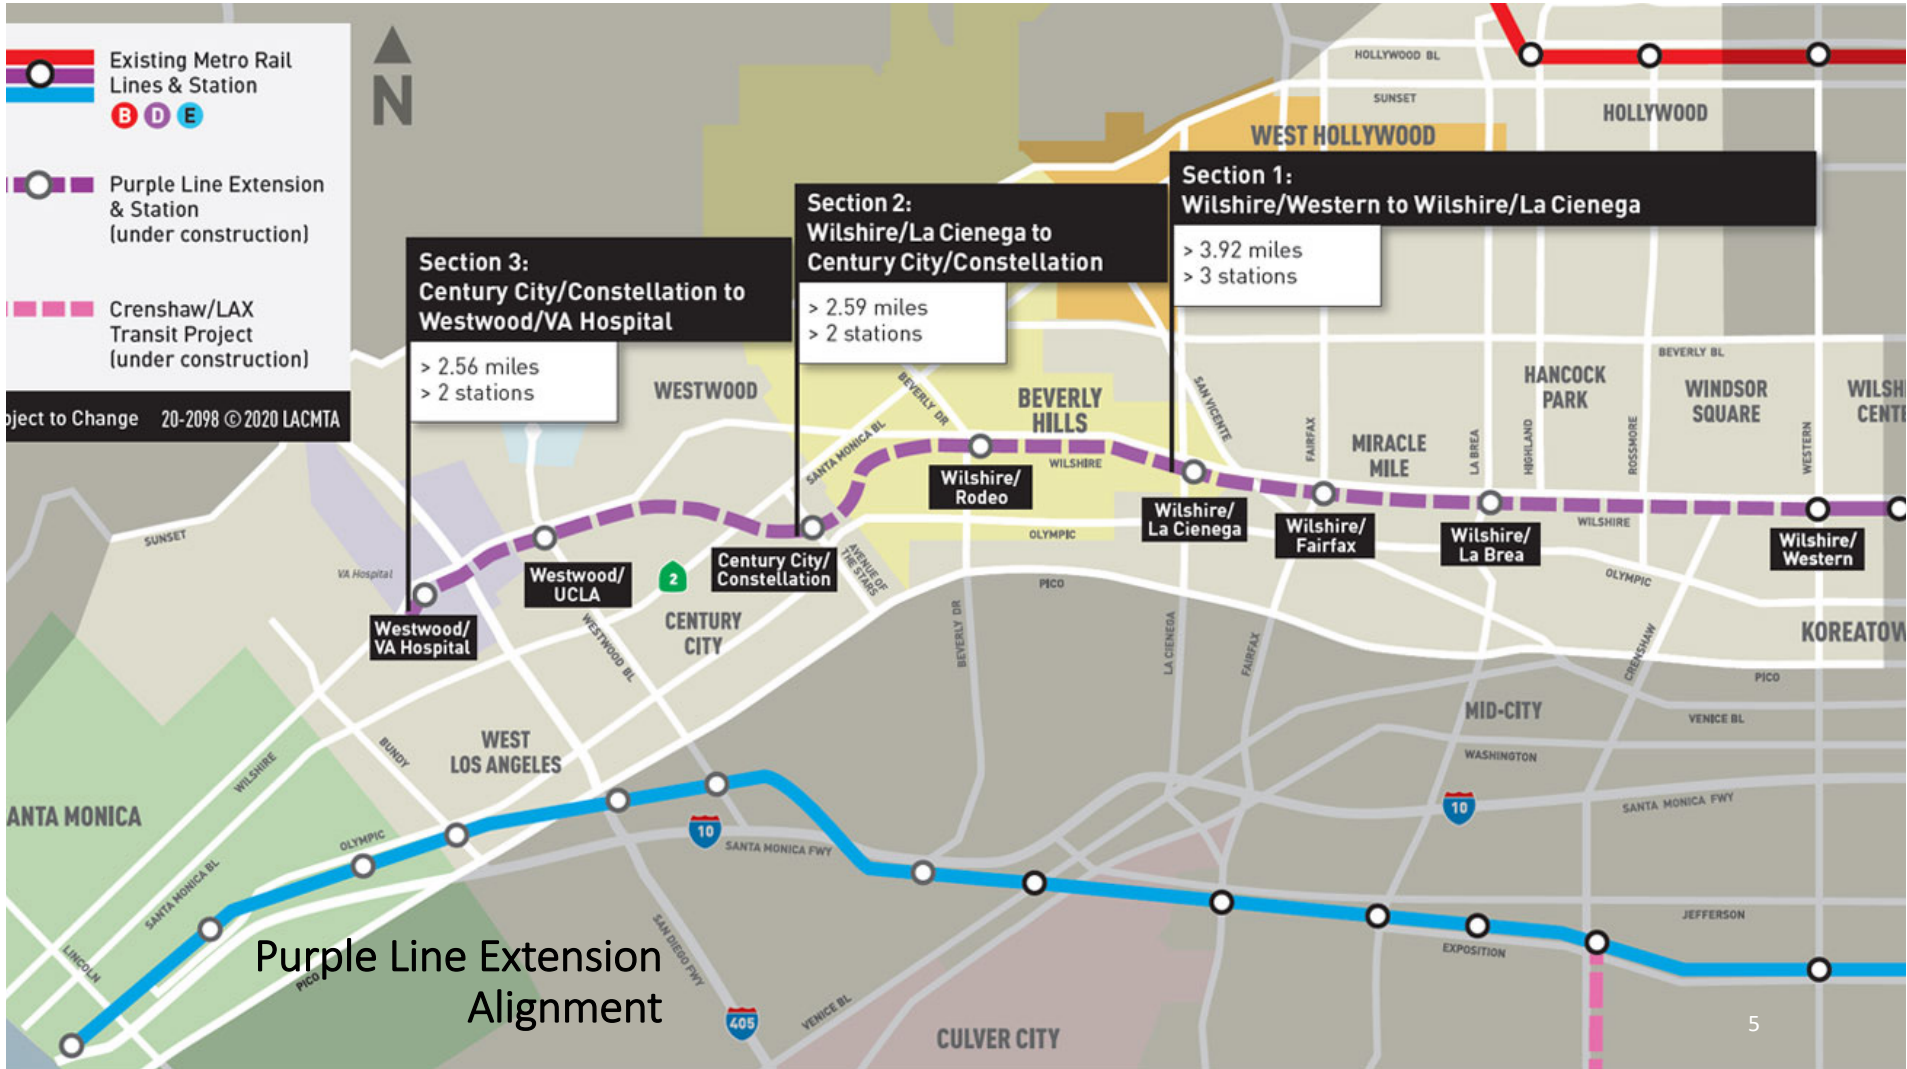 Existing Metro Rail
Lines & Station
B D E
Purple Line Extension
& Station
(under construction)
Crenshaw/LAX
Transit Project
(under construction)
to Change 20-2098 © 2020 LACMTA
N
Section 3:
Century City/Constellation to
Westwood/VA Hospital
> 2.56 miles
> 2 stations
Section 2:
Wilshire/La Cienega to
Century City/Constellation
> 2.59 miles
> 2 stations
Section 1:
Wilshire/Western to Wilshire/La Cienega
> 3.92 miles
> 3 stations
HOLLYWOOD BL
SUNSET
HOLLYWOOD
WEST HOLLYWOOD
BEVERLY BL
WESTWOOD
BEVERLY DR
SANTA MONICA BL
BEVERLY
HILLS
WILSHIRE
SAN VICENTE
FAIRFAX
MIRACLE
MILE
LA BREA
HIGHLAND
HANCOCK
PARK
ROSSMORE
WINDSOR
SQUARE
WESTERN
WILSH
CENTE
SUNSET
VA Hospital
Westwood/
VA Hospital
Westwood/
UCLA
2
Century City/
Constellation
AVENUE OF
THE STARS
Wilshire/
Rodeo
Wilshire/
La Cienega
Wilshire/
Fairfax
Wilshire/
La Brea
WILSHIRE
Wilshire/
Western
OLYMPIC
OLYMPIC
PICO
CENTURY
CITY
WESTWOOD BL
BEVERLY DR
LA CIENEGA
FAIRFAX
CRENSHAW
KOREATOW
PICO
MID-CITY
VENICE BL
WASHINGTON
WEST
LOS ANGELES
BUNDY
WILSHIRE
ANTA MONICA
OLYMPIC
SANTA MONICA BL
LINCOLN
PICO
10
SANTA MONICA FWY
10
SANTA MONICA FWY
SAN DIEGO FWY
405
VENICE BL
CULVER CITY
EXPOSITION
JEFFERSON
Purple Line Extension
Alignment
5